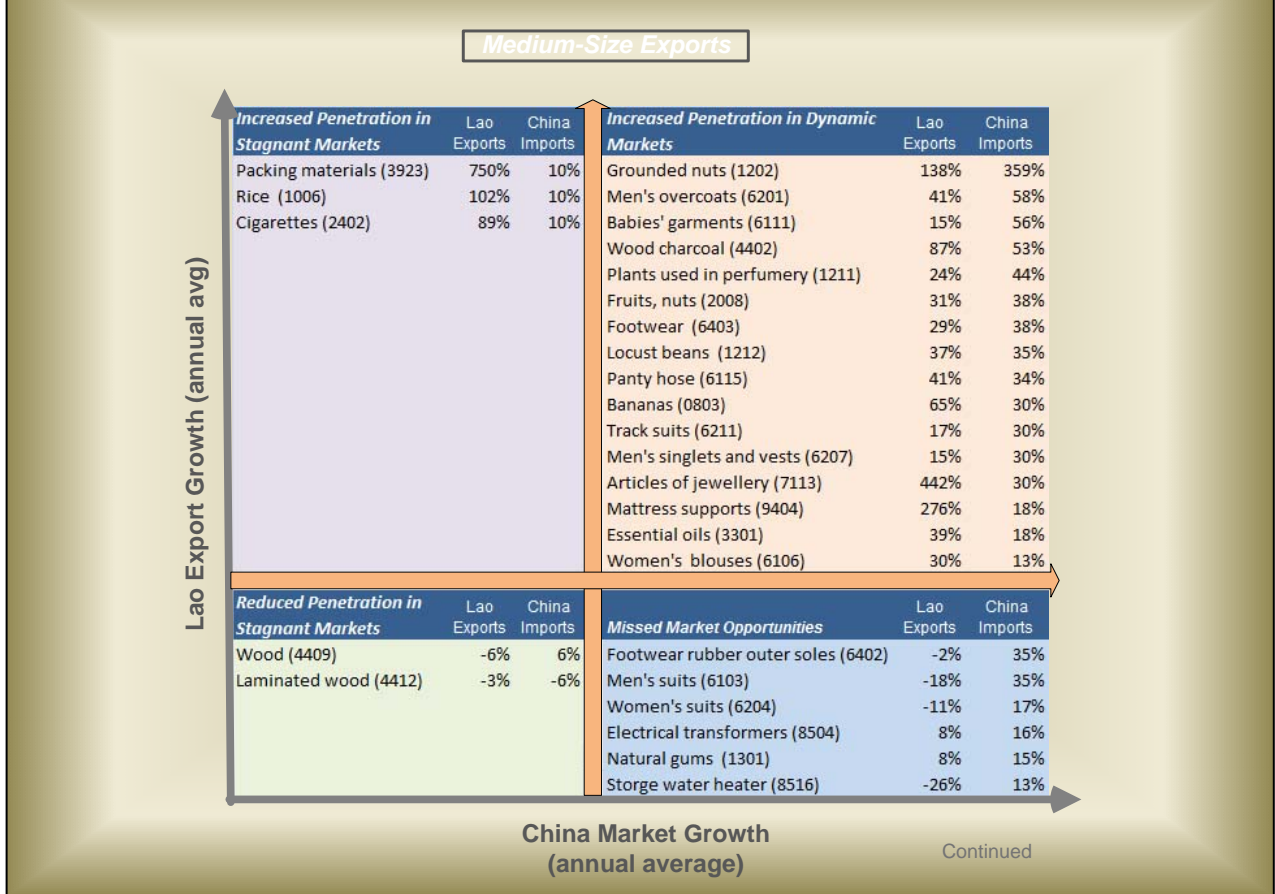 Medium-Size Exports
Lao Export Growth (annual avg)
Increased Penetration in Stagnant Markets Lao Exports China Imports
Packing materials (3923) 750% 10%
Rice (1006) 102% 10%
Cigarettes (2402) 89% 10%
Increased Penetration in Dynamic Markets Lao Exports China Imports
Grounded nuts (1202) 138% 359%
Men's overcoats (6201) 41% 58%
Babies' garments (6111) 15% 56%
Wood charcoal (4402) 87% 53%
Plants used in perfumery (1211) 24% 44%
Fruits, nuts (2008) 31% 38%
Footwear (6403) 29% 38%
Locust beans (1212) 37% 35%
Panty hose (6115) 41% 34%
Bananas (0803) 65% 30%
Track suits (6211) 17% 30%
Men's singlets and vests (6207) 15% 30%
Articles of jewellery (7113) 442% 30%
Mattress supports (9404) 276% 18%
Essential oils (3301) 39% 18%
Women's blouses (6106) 30% 13%
Reduced Penetration in Stagnant Markets Lao Exports China Imports
Wood (4409) -6% 6%
Laminated wood (4412) -3% -6%
Missed Market Opportunities Lao Exports China Imports
Footwear rubber outer soles (6402) -2% 35%
Men's suits (6103) -18% 35%
Women's suits (6204) -11% 17%
Electrical transformers (8504) 8% 16%
Natural gums (1301) 8% 15%
Storge water heater (8516) -26% 13%
China Market Growth
(annual average)
Continued